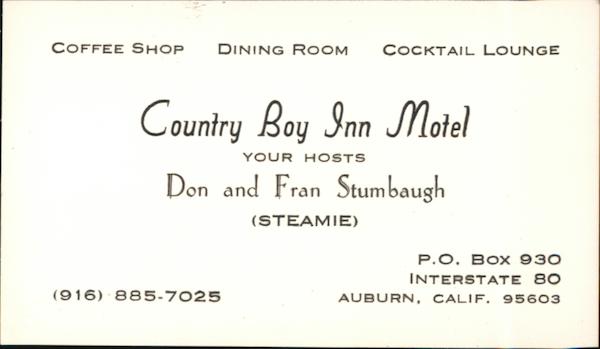 COFFEE SHOP DINING ROOM COCKTAIL LOUNGE
Country Boy Inn Motel
YOUR HOSTS
Don and Fran Stumbaugh
(STEAMIE)
P.O. BOX 930
INTERSTATE 80
(916) 885-7025 AUBURN, CALIF. 95603